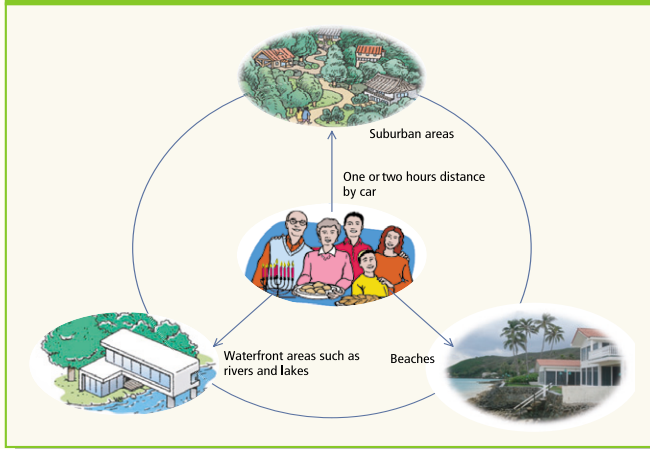 Suburban areas
One or two hours distance
by car
Waterfront areas such as
rivers and lakes
Beaches